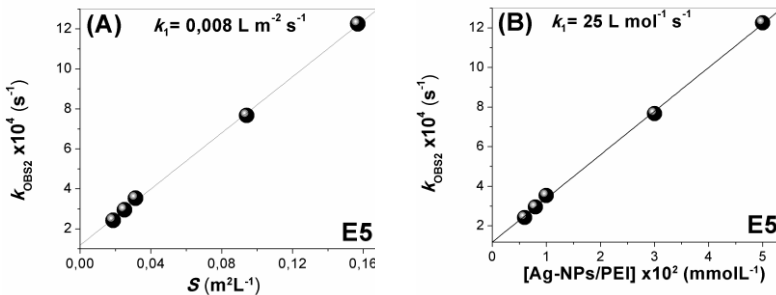 (A)
k₁= 0,008 L m⁻² s⁻¹
12
10
8
6
4
2
k_OBS2 x10⁴ (s⁻¹)
E5
0,00 0,04 0,08 0,12 0,16
S (m²L⁻¹)
(B)
k₁= 25 L mol⁻¹ s⁻¹
12
10
8
6
4
2
k_OBS2 x10⁴ (s⁻¹)
E5
0 1 2 3 4 5
[Ag-NPs/PEI] x10² (mmolL⁻¹)